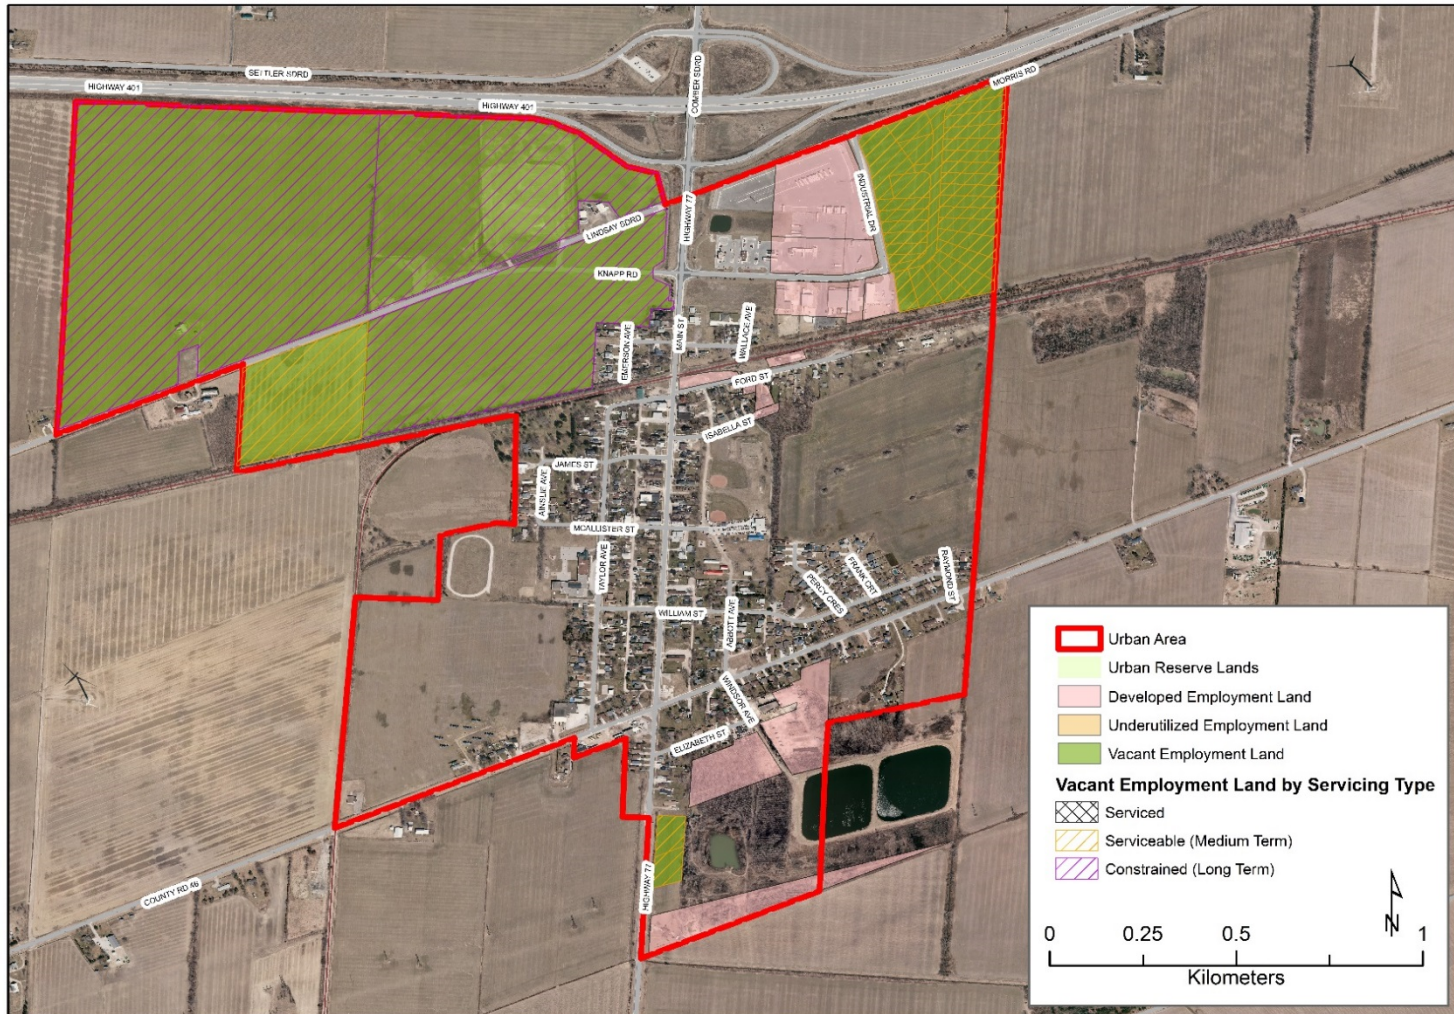 SETTLER SDRD
HIGHWAY 401
HIGHWAY 401
COMBER SDRD
MORRIS RD
INDUSTRIAL DR
HIGHWAY 77
LINDSAY SDRD
KNAPP RD
EMERSON AVE
MAIN ST
WALLACE AVE
FORD ST
ISABELLA ST
JAMES ST
AINSLIE AVE
MCALLISTER ST
TAYLOR AVE
PERCY CRES
FRANK CRT
RAYMOND ST
WILLIAM ST
ABBOTT AVE
WINDSOR AVE
ELIZABETH ST
HIGHWAY 77
COUNTY RD 46
Urban Area
Urban Reserve Lands
Developed Employment Land
Underutilized Employment Land
Vacant Employment Land
Vacant Employment Land by Servicing Type
Serviced
Serviceable (Medium Term)
Constrained (Long Term)
N
0 0.25 0.5 1
Kilometers